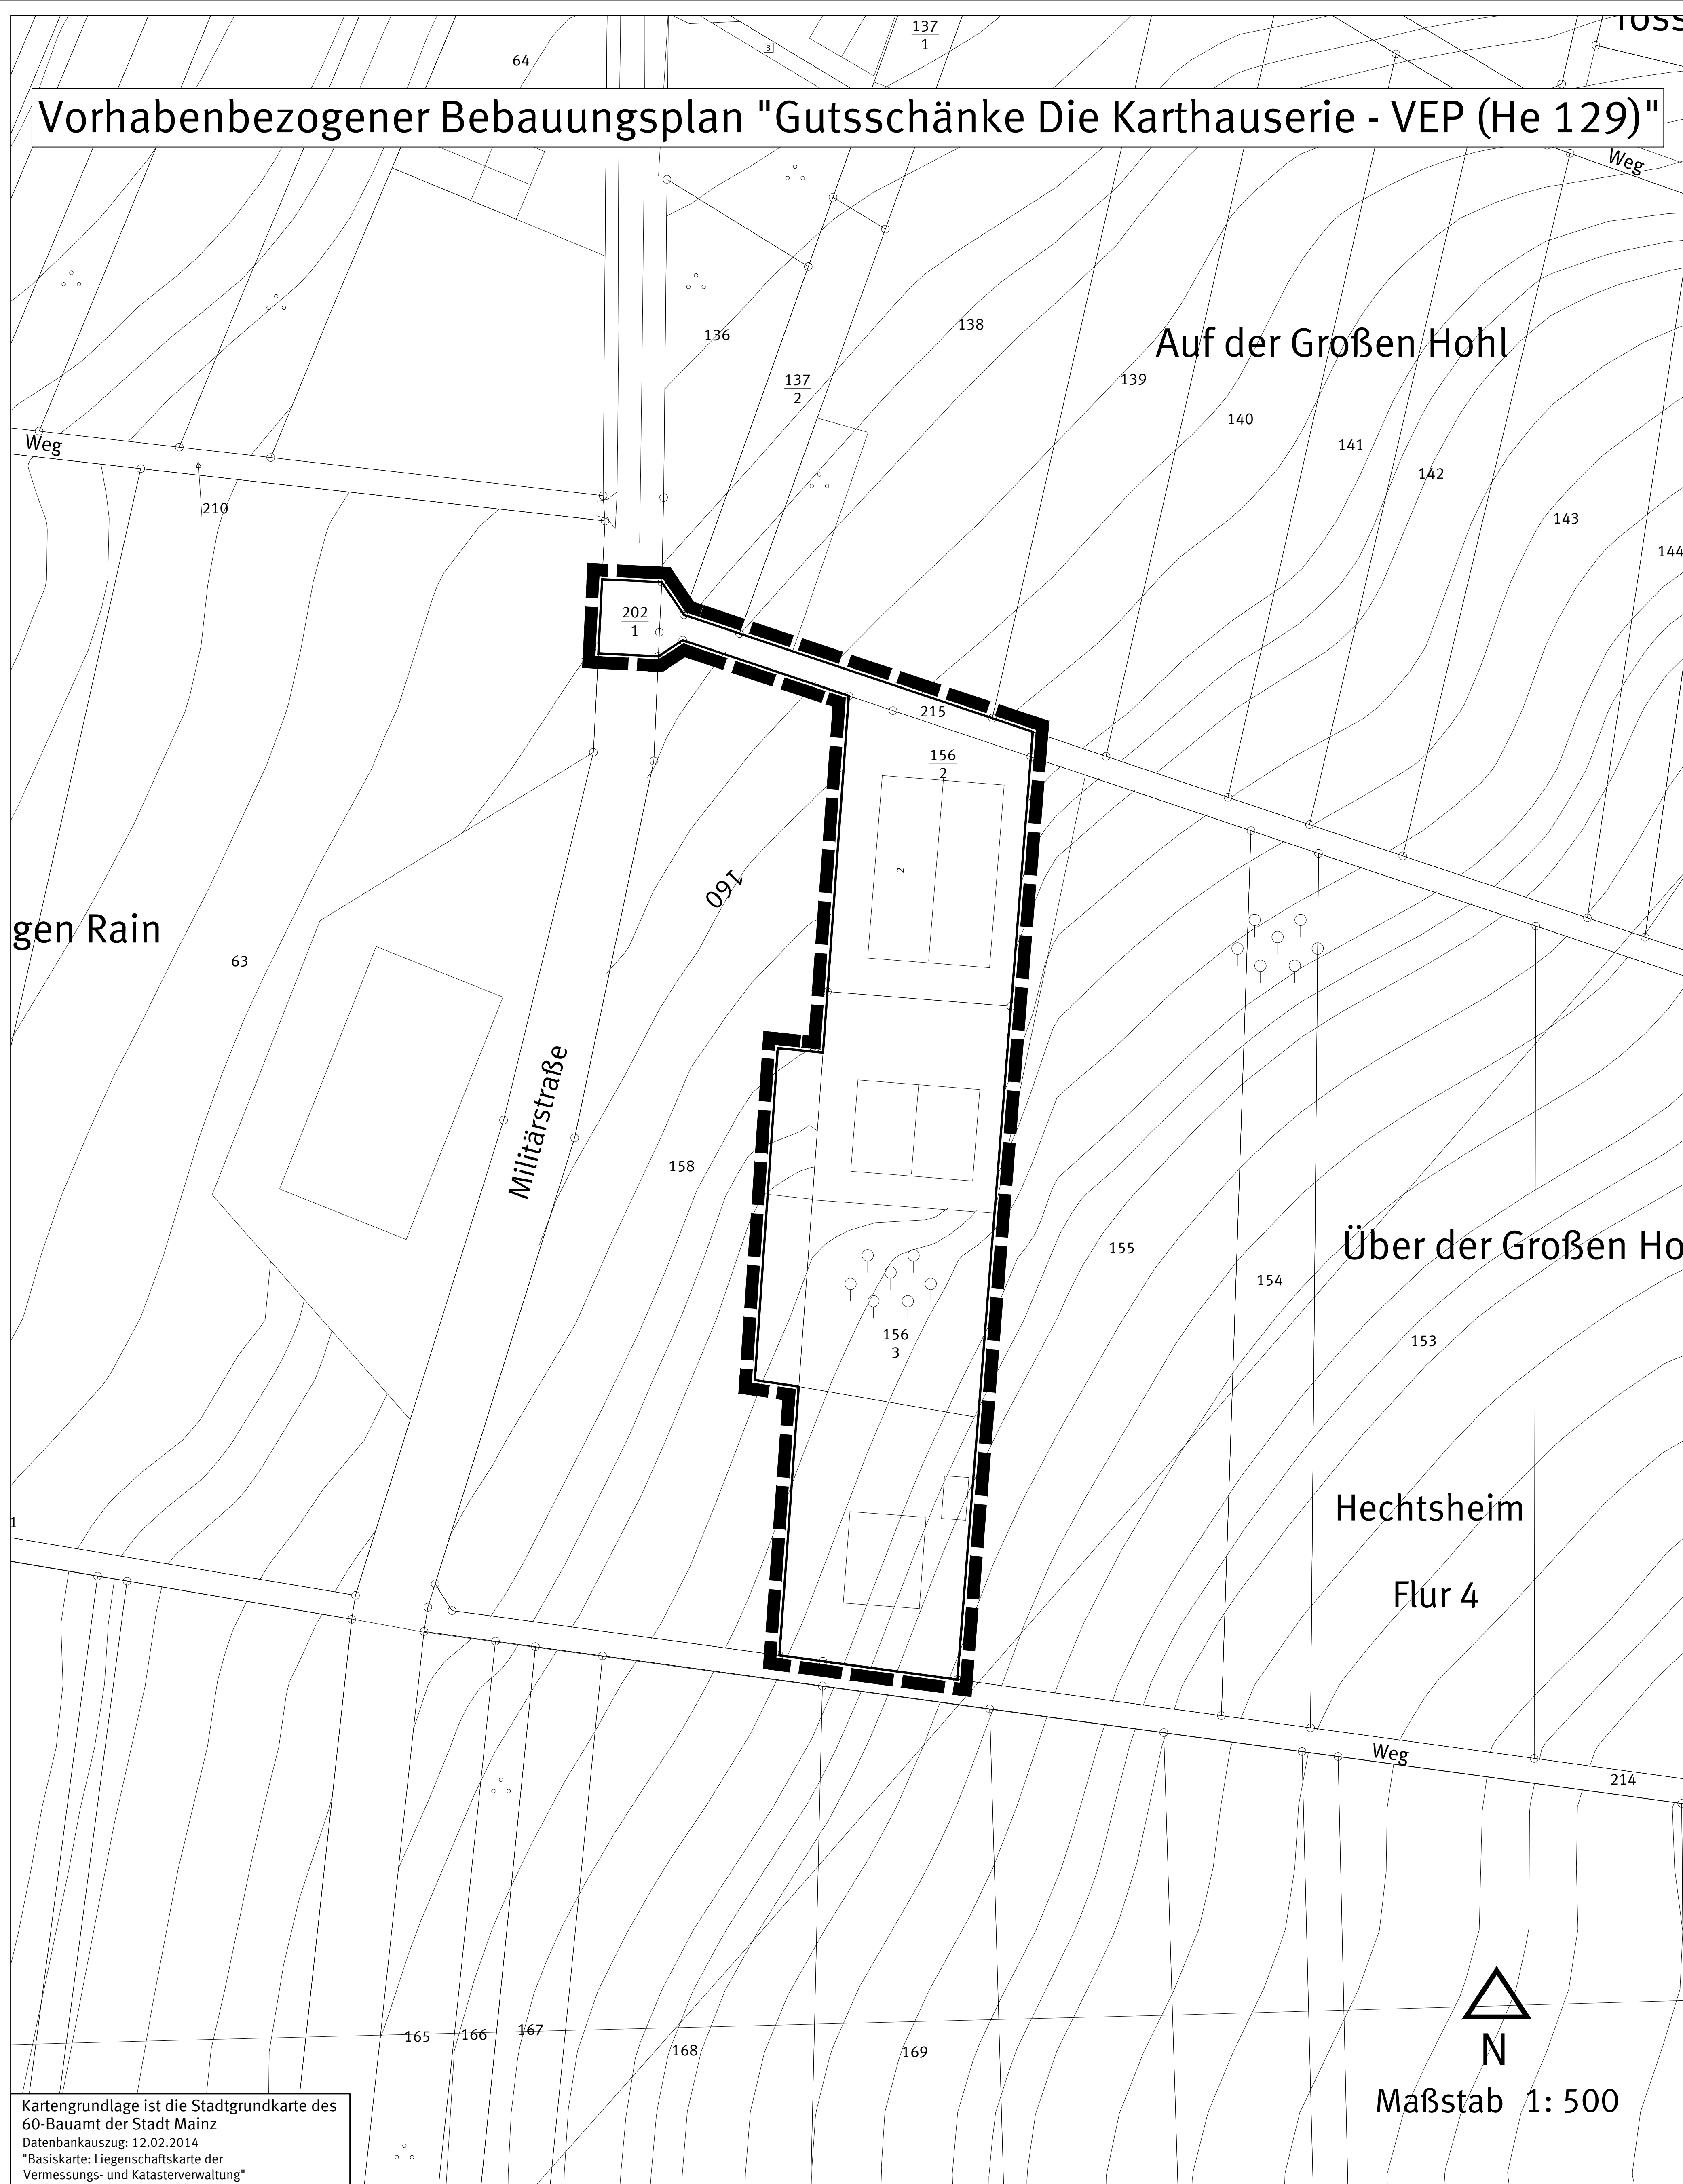 137
1
B
64
Vorhabenbezogener Bebauungsplan "Gutsschänke Die Karthauserie - VEP (He 129)"
Weg
136
138
Auf der Großen Hohl
137
2
139
140
141
142
143
144
Weg
210
202
1
215
156
2
2
160
gen Rain
63
Militärstraße
158
155
154
Über der Großen Ho
156
3
153
Hechtsheim
Flur 4
1
Weg
214
165
166
167
168
169
N
Maßstab 1: 500
Kartengrundlage ist die Stadtgrundkarte des
60-Bauamt der Stadt Mainz
Datenbankauszug: 12.02.2014
"Basiskarte: Liegenschaftskarte der
Vermessungs- und Katasterverwaltung"